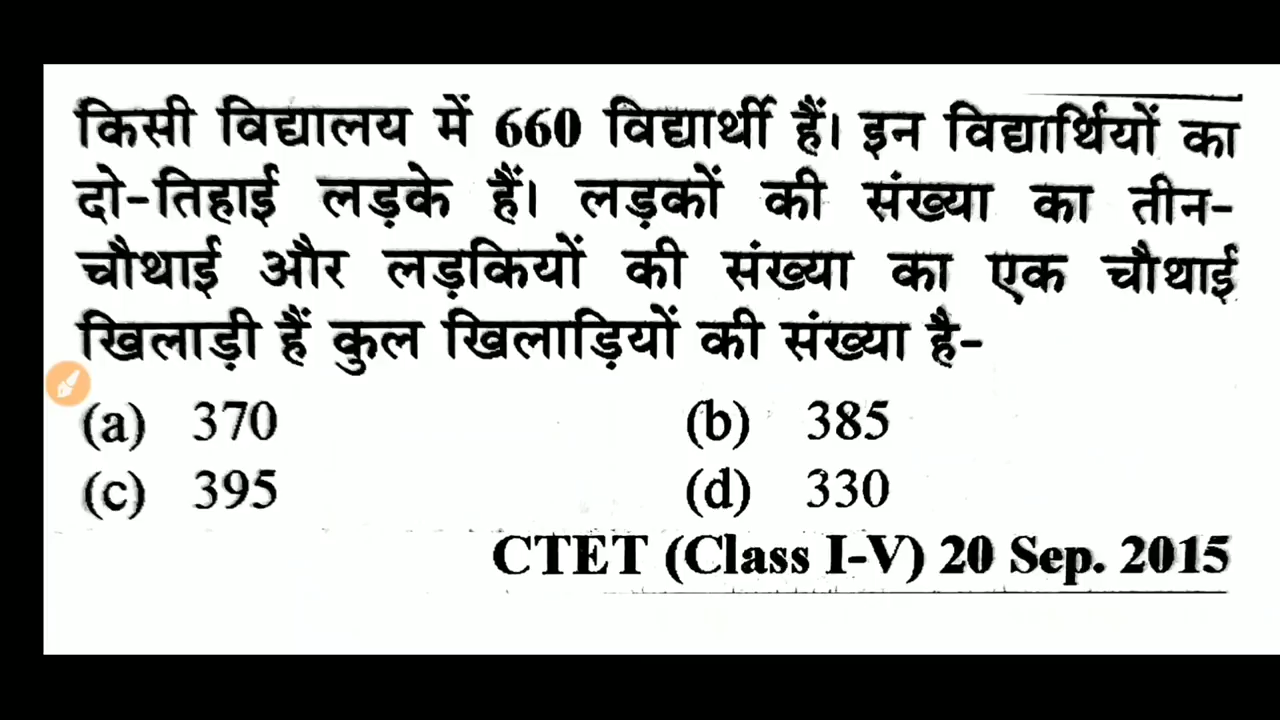 किसी विद्यालय में 660 विद्यार्थी हैं। इन विद्यार्थियों का
दो-तिहाई लड़के हैं। लड़कों की संख्या का तीन-
चौथाई और लड़कियों की संख्या का एक चौथाई
खिलाड़ी हैं कुल खिलाड़ियों की संख्या है-
(a) 370 (b) 385
(c) 395 (d) 330
CTET (Class I-V) 20 Sep. 2015